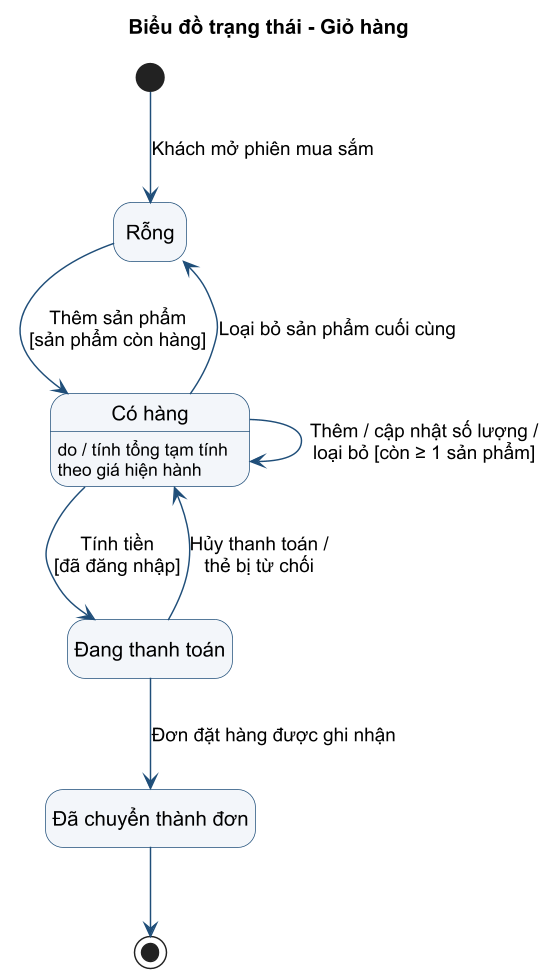 Biểu đồ trạng thái - Giỏ hàng
Khách mở phiên mua sắm
Rỗng
Thêm sản phẩm
[sản phẩm còn hàng]
Loại bỏ sản phẩm cuối cùng
Có hàng
do / tính tổng tạm tính
theo giá hiện hành
Thêm / cập nhật số lượng /
loại bỏ [còn ≥ 1 sản phẩm]
Tính tiền
[đã đăng nhập]
Hủy thanh toán /
thẻ bị từ chối
Đang thanh toán
Đơn đặt hàng được ghi nhận
Đã chuyển thành đơn